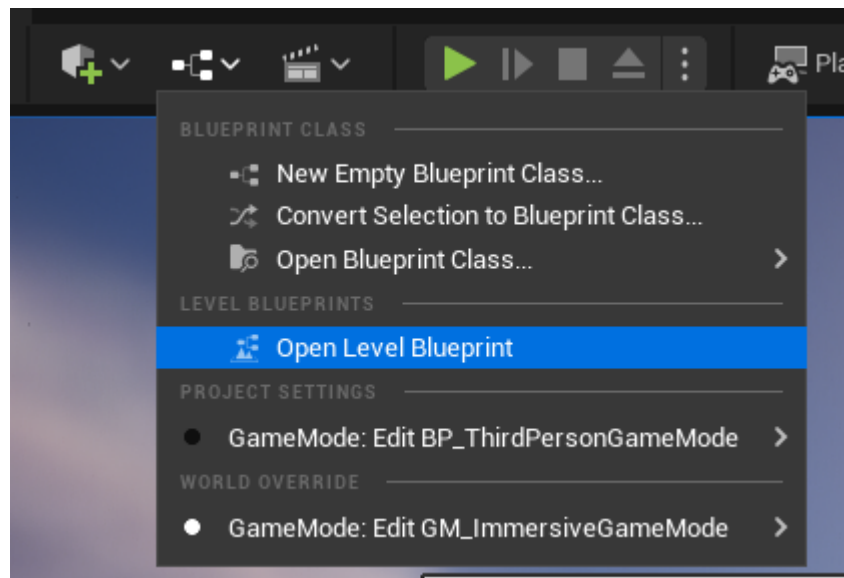 Pla
BLUEPRINT CLASS
New Empty Blueprint Class...
Convert Selection to Blueprint Class...
Open Blueprint Class...
LEVEL BLUEPRINTS
Open Level Blueprint
PROJECT SETTINGS
GameMode: Edit BP_ThirdPersonGameMode
WORLD OVERRIDE
GameMode: Edit GM_ImmersiveGameMode